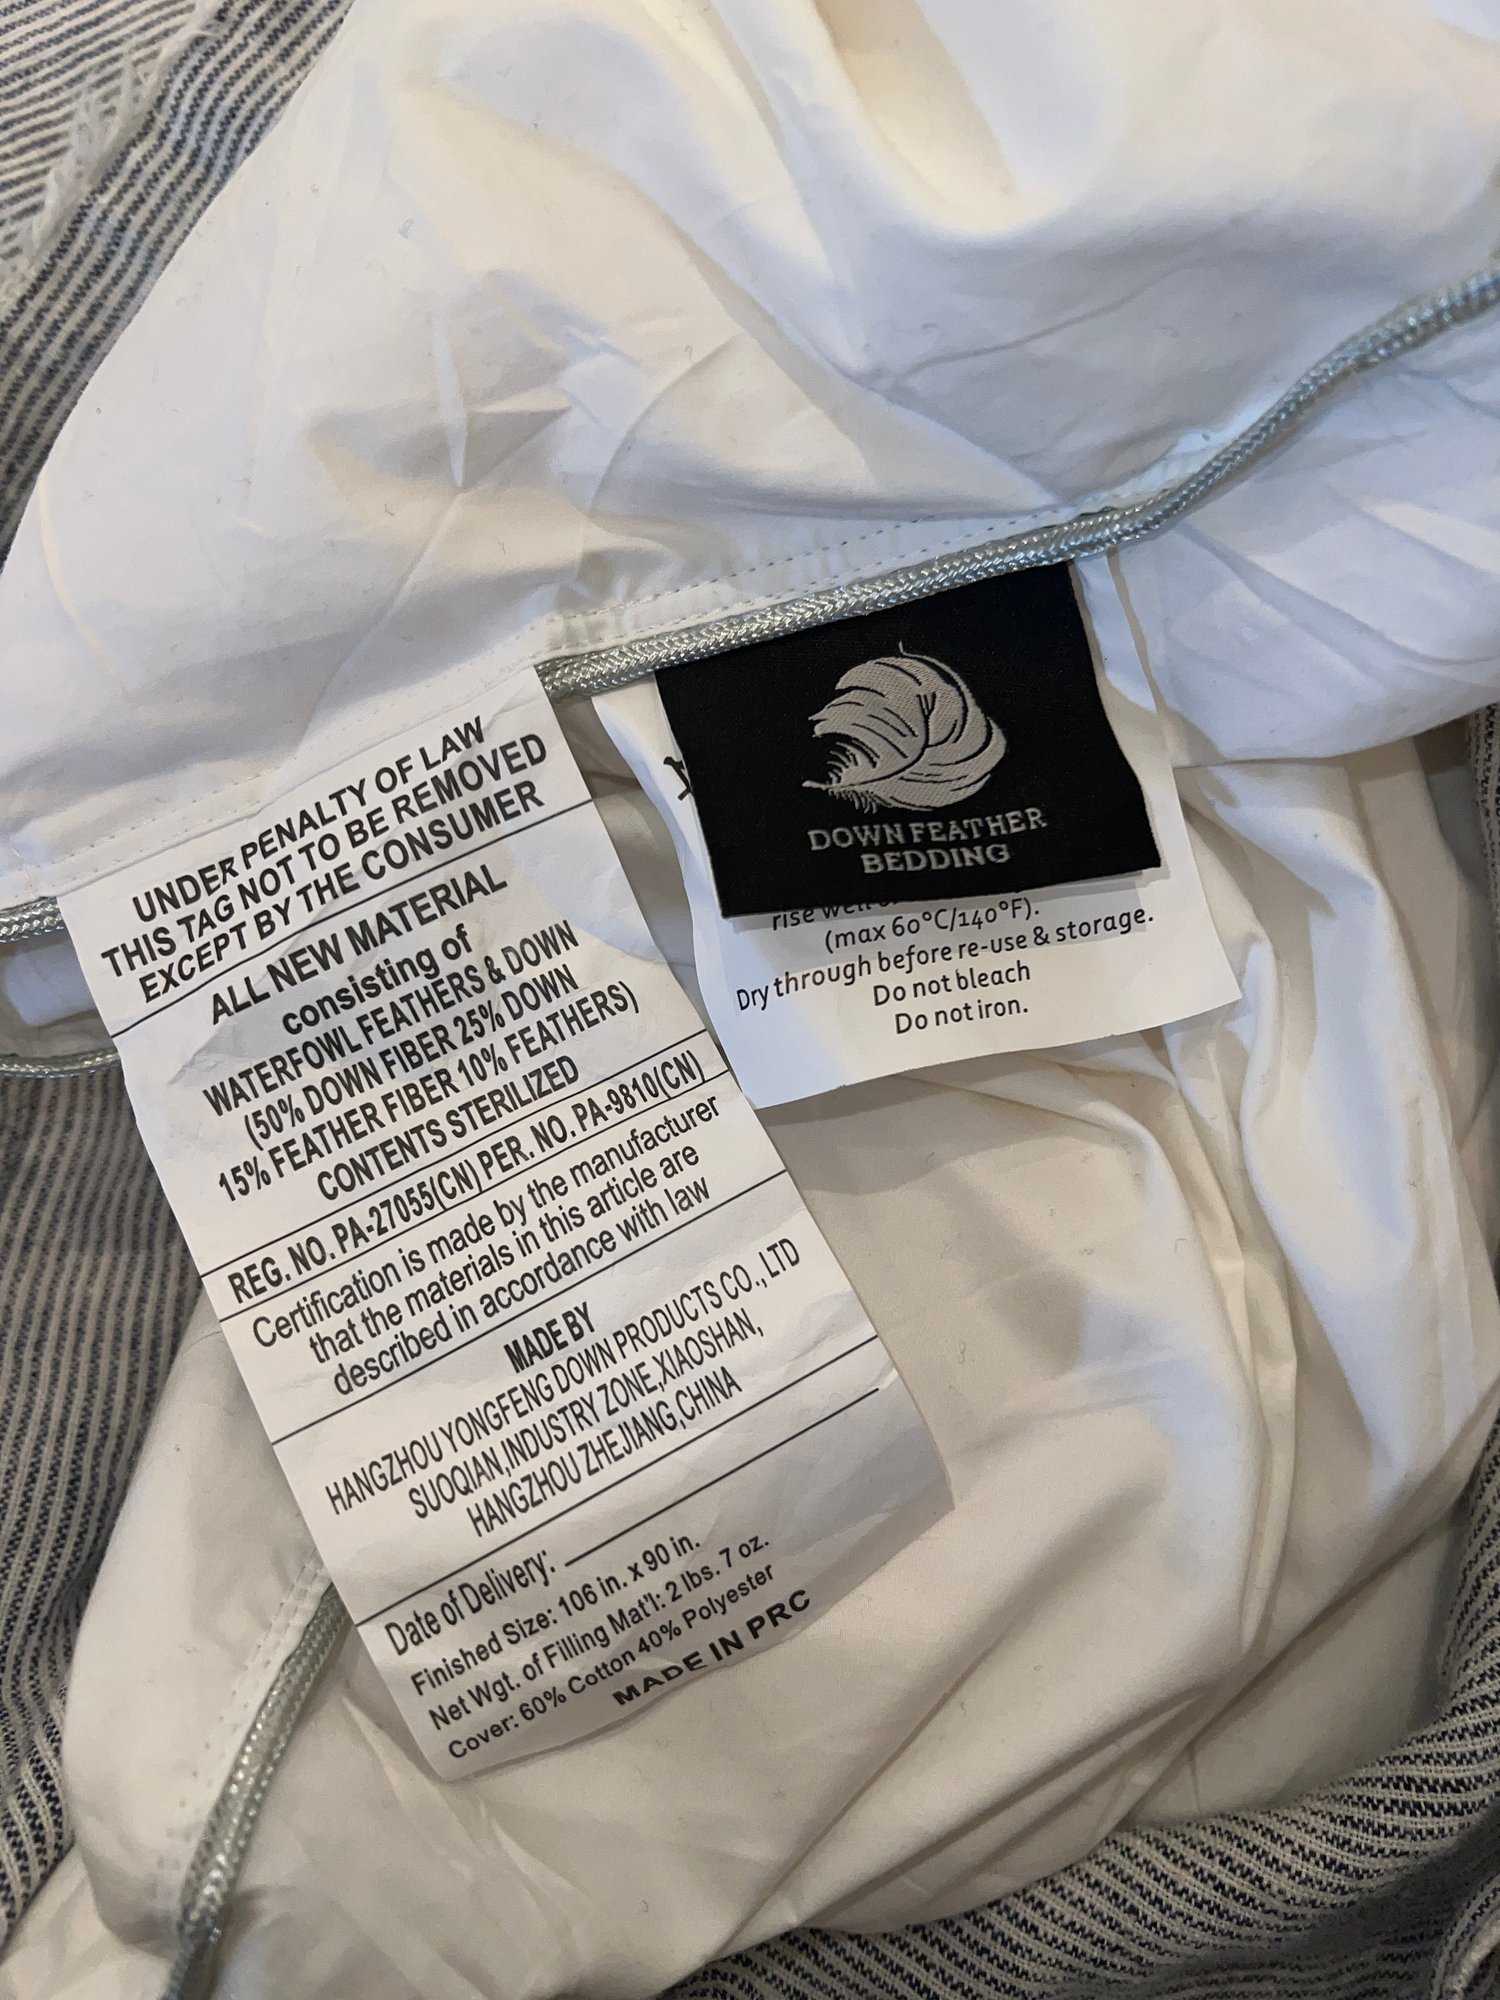 UNDER PENALTY OF LAW
THIS TAG NOT TO BE REMOVED
EXCEPT BY THE CONSUMER
ALL NEW MATERIAL
consisting of
WATERFOWL FEATHERS & DOWN
(50% DOWN FIBER 25% DOWN
15% FEATHER FIBER 10% FEATHERS)
CONTENTS STERILIZED
REG. NO. PA-27055(CN) PER. NO. PA-9810(CN)
Certification is made by the manufacturer
that the materials in this article are
described in accordance with law
MADE BY
HANGZHOU YONGFENG DOWN PRODUCTS CO., LTD
SUOQIAN,INDUSTRY ZONE,XIAOSHAN,
HANGZHOU ZHEJIANG,CHINA
Date of Delivery:
Finished Size: 106 in. x 90 in.
Net Wgt. of Filling Mat'l: 2 lbs. 7 oz.
Cover: 60% Cotton 40% Polyester
MADE IN PRC
DOWN FEATHER
BEDDING
rise well
(max 60°C/140°F).
Dry through before re-use & storage.
Do not bleach
Do not iron.